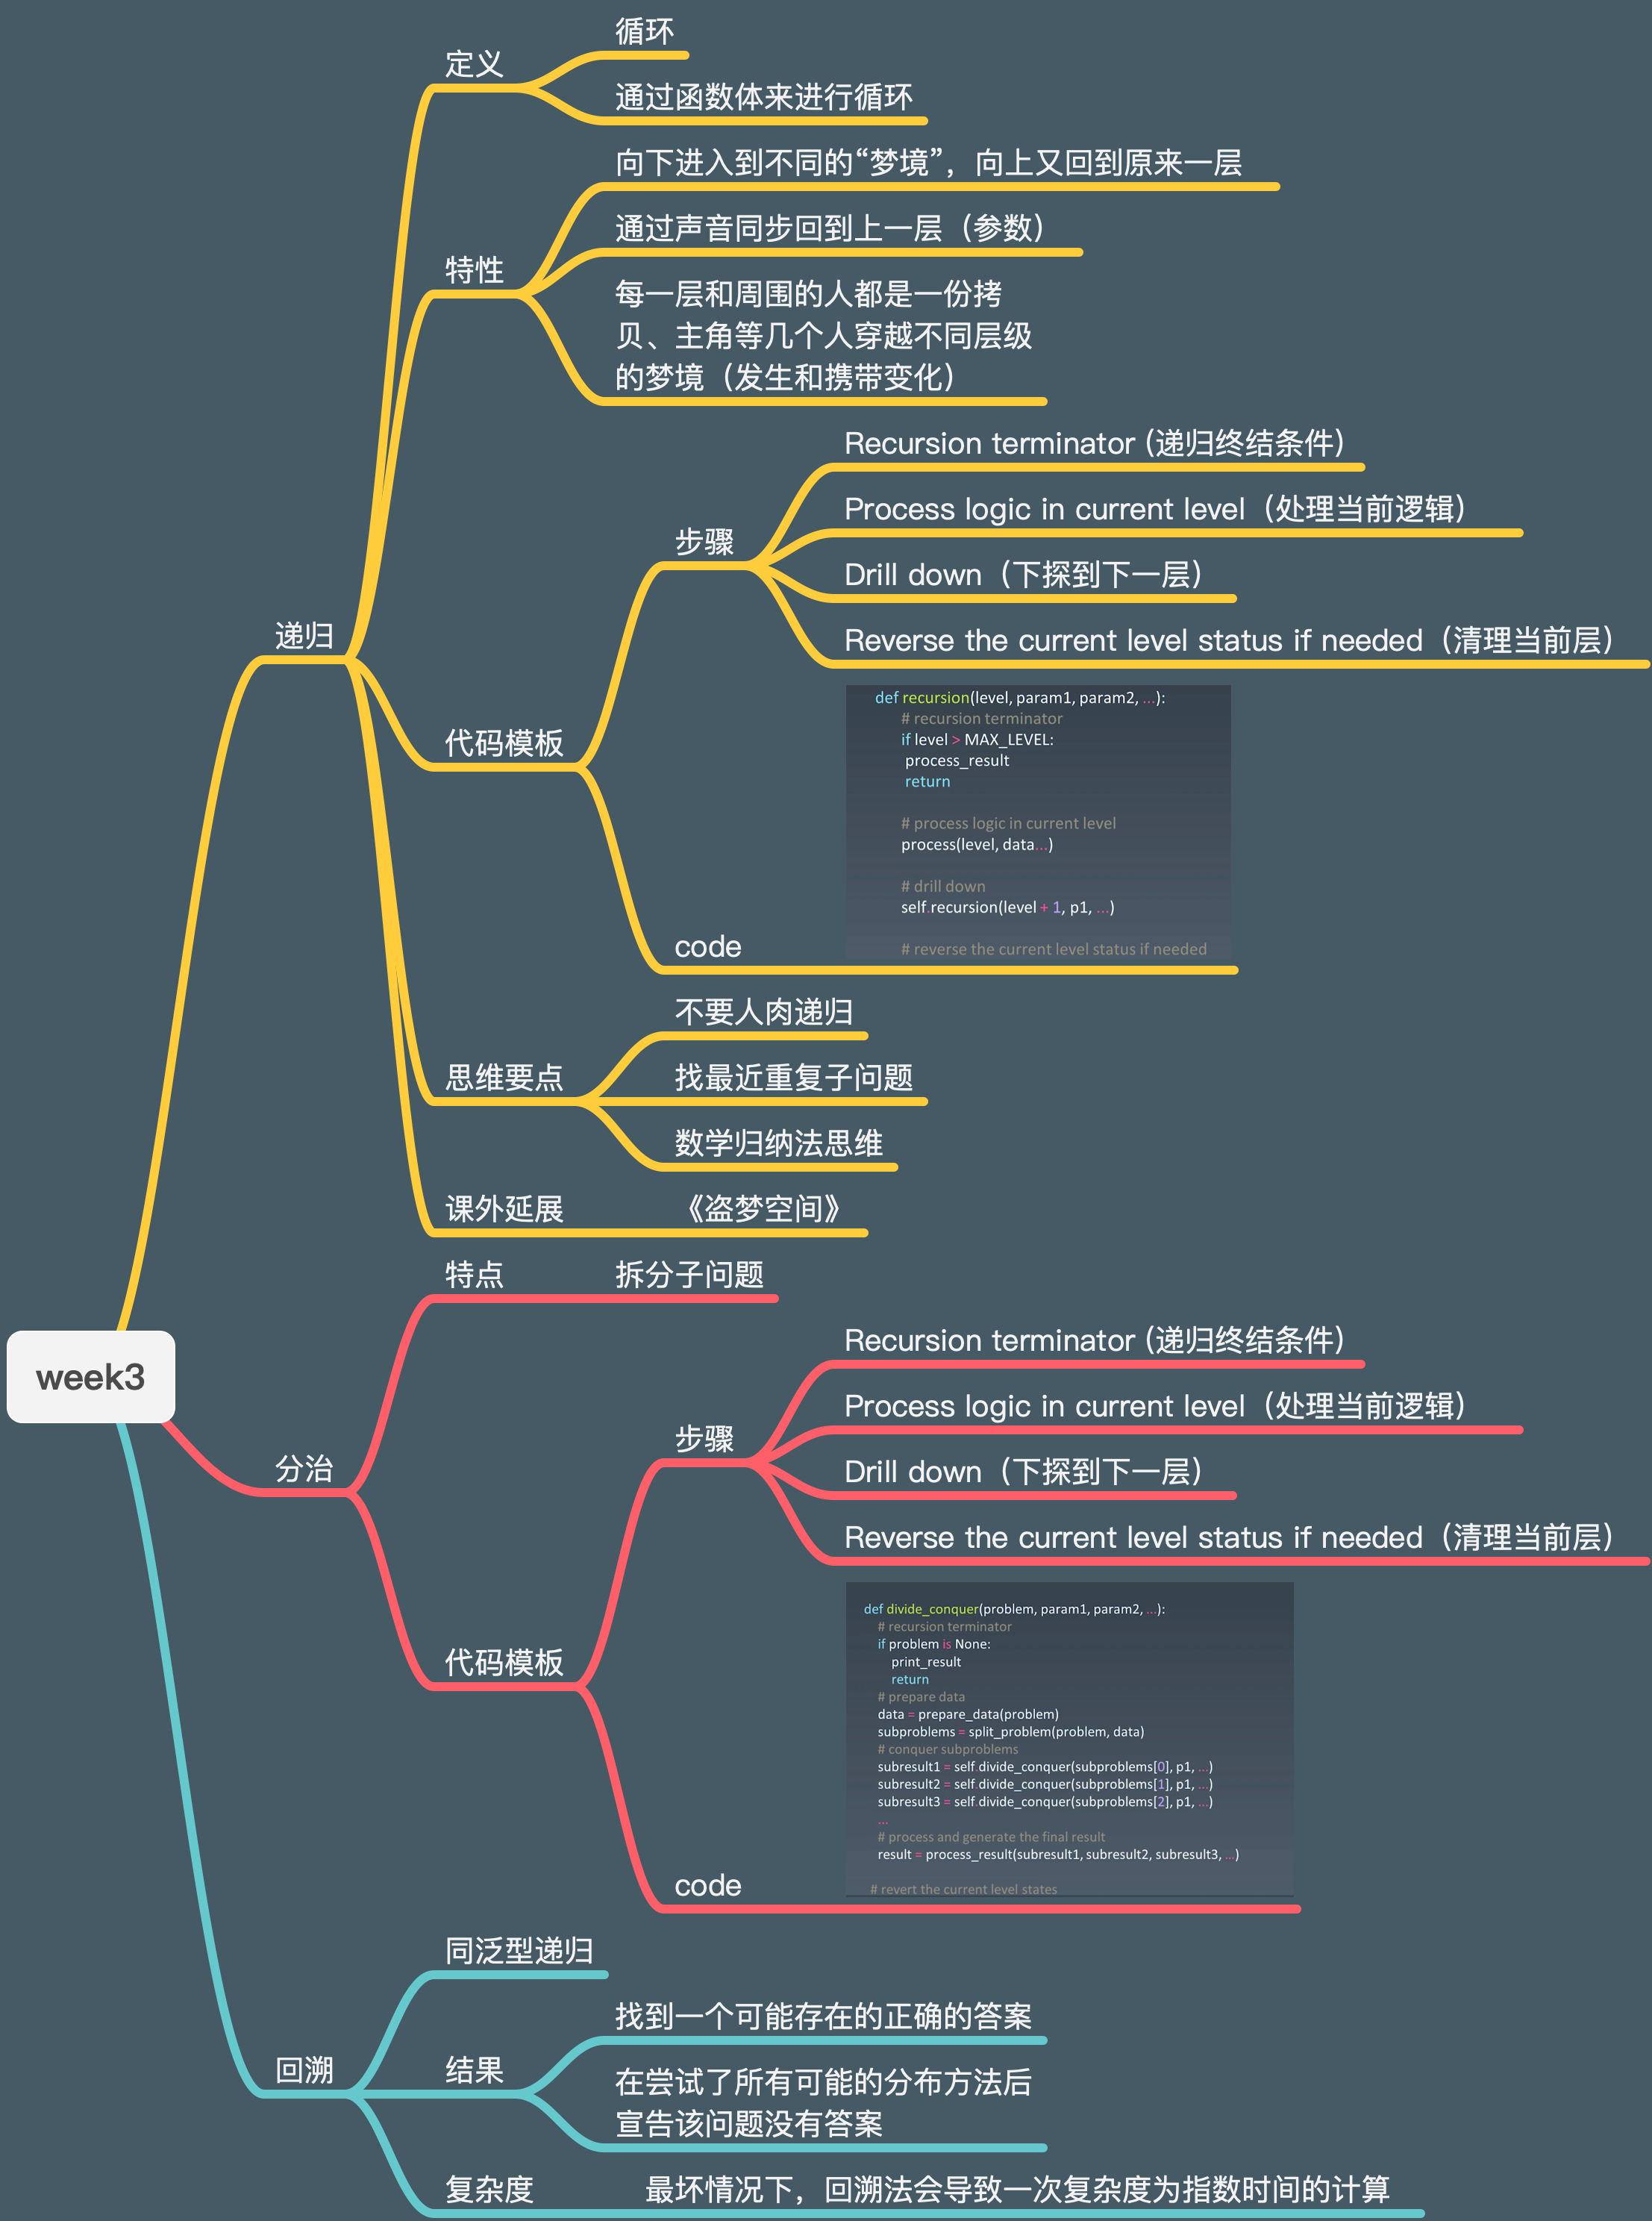 循环
定义
通过函数体来进行循环
向下进入到不同的“梦境”，向上又回到原来一层
通过声音同步回到上一层（参数）
特性
每一层和周围的人都是一份拷
贝、主角等几个人穿越不同层级
的梦境（发生和携带变化）
Recursion terminator (递归终结条件)
Process logic in current level（处理当前逻辑）
步骤
Drill down（下探到下一层）
Reverse the current level status if needed（清理当前层）
递归
代码模板
def recursion(level, param1, param2, ...):
# recursion terminator
if level > MAX_LEVEL:
process_result
return
# process logic in current level
process(level, data...)
# drill down
self.recursion(level + 1, p1, ...)
# reverse the current level status if needed
code
不要人肉递归
思维要点
找最近重复子问题
数学归纳法思维
课外延展
《盗梦空间》
特点
拆分子问题
week3
Recursion terminator (递归终结条件)
Process logic in current level（处理当前逻辑）
步骤
Drill down（下探到下一层）
Reverse the current level status if needed（清理当前层）
分治
代码模板
def divide_conquer(problem, param1, param2, ...):
# recursion terminator
if problem is None:
print_result
return
# prepare data
data = prepare_data(problem)
subproblems = split_problem(problem, data)
# conquer subproblems
subresult1 = self.divide_conquer(subproblems[0], p1, ...)
subresult2 = self.divide_conquer(subproblems[1], p1, ...)
subresult3 = self.divide_conquer(subproblems[2], p1, ...)
...
# process and generate the final result
result = process_result(subresult1, subresult2, subresult3, ...)
# revert the current level states
code
同泛型递归
找到一个可能存在的正确的答案
回溯
结果
在尝试了所有可能的分布方法后
宣告该问题没有答案
复杂度
最坏情况下，回溯法会导致一次复杂度为指数时间的计算